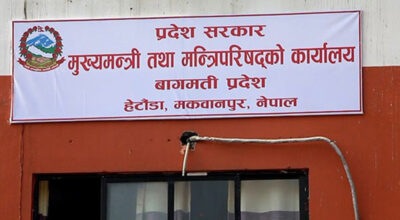 प्रदेश सरकार
मुख्यमन्त्री तथा मन्त्रिपरिषद्को कार्यालय
बागमती प्रदेश
हेटौंडा, मकवानपुर, नेपाल